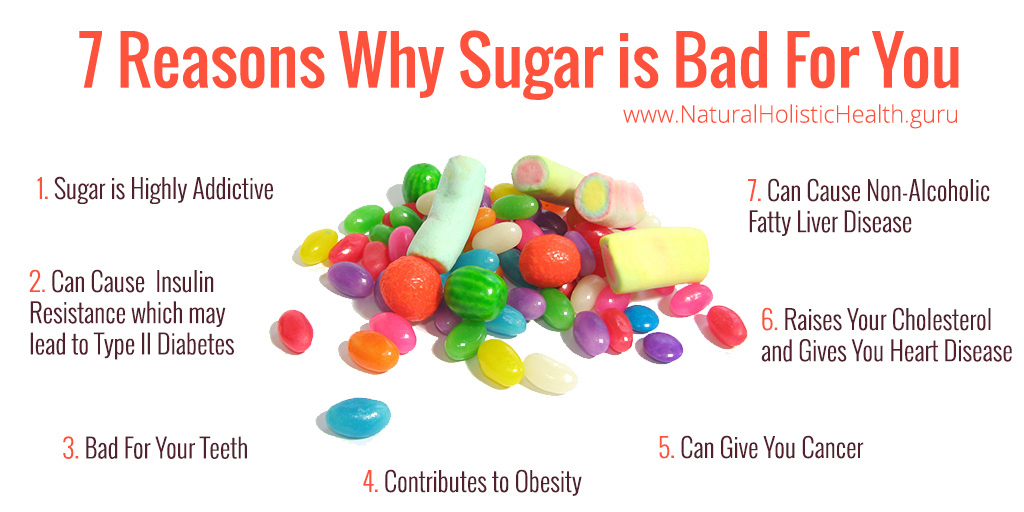 7 Reasons Why Sugar is Bad For You
www.NaturalHolisticHealth.guru
1. Sugar is Highly Addictive
2. Can Cause Insulin
Resistance which may
lead to Type II Diabetes
3. Bad For Your Teeth
4. Contributes to Obesity
5. Can Give You Cancer
6. Raises Your Cholesterol
and Gives You Heart Disease
7. Can Cause Non-Alcoholic
Fatty Liver Disease